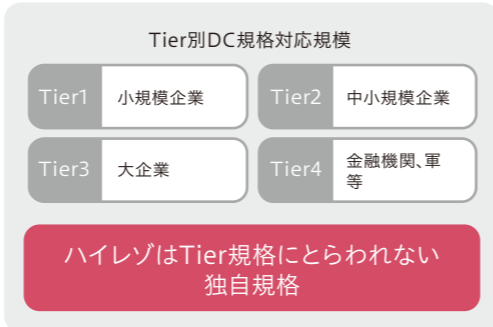 Tier別DC規格対応規模
Tier1 小規模企業
Tier2 中小規模企業
Tier3 大企業
Tier4 金融機関、軍
等
ハイレゾはTier規格にとらわれない
独自規格